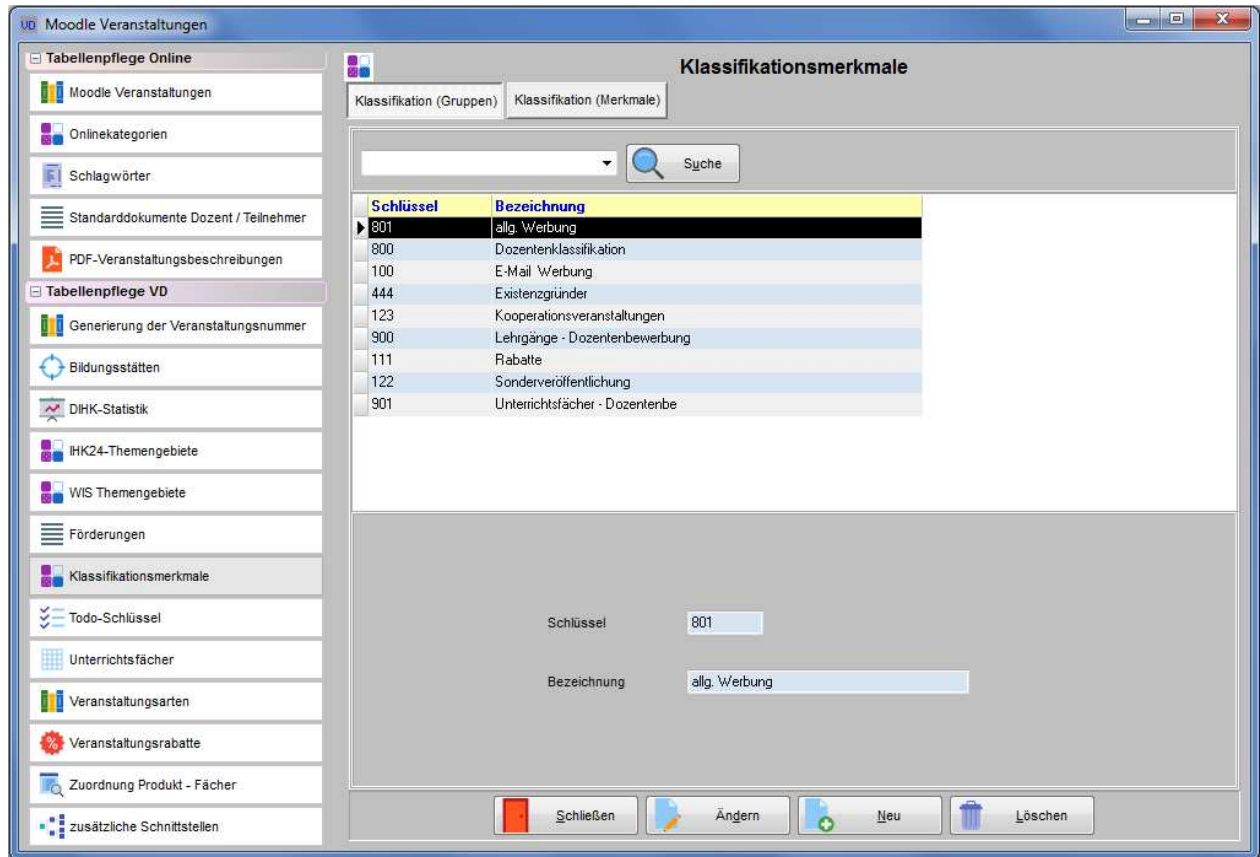 VD Moodle Veranstaltungen
Tabellenpflege Online
Moodle Veranstaltungen
Onlinekategorien
Schlagwörter
Standarddokumente Dozent / Teilnehmer
PDF-Veranstaltungsbeschreibungen
Tabellenpflege VD
Generierung der Veranstaltungsnummer
Bildungsstätten
DIHK-Statistik
IHK24-Themengebiete
WIS Themengebiete
Förderungen
Klassifikationsmerkmale
Todo-Schlüssel
Unterrichtsfächer
Veranstaltungsarten
Veranstaltungsrabatte
Zuordnung Produkt - Fächer
zusätzliche Schnittstellen
Klassifikationsmerkmale
Klassifikation (Gruppen) Klassifikation (Merkmale)
Suche
Schlüssel Bezeichnung
801 allg. Werbung
800 Dozentenklassifikation
100 E-Mail Werbung
444 Existenzgründer
123 Kooperationsveranstaltungen
900 Lehrgänge - Dozentenbewerbung
111 Rabatte
122 Sonderveröffentlichung
901 Unterrichtsfächer - Dozentenbe
Schlüssel 801
Bezeichnung allg. Werbung
Schließen Ändern Neu Löschen